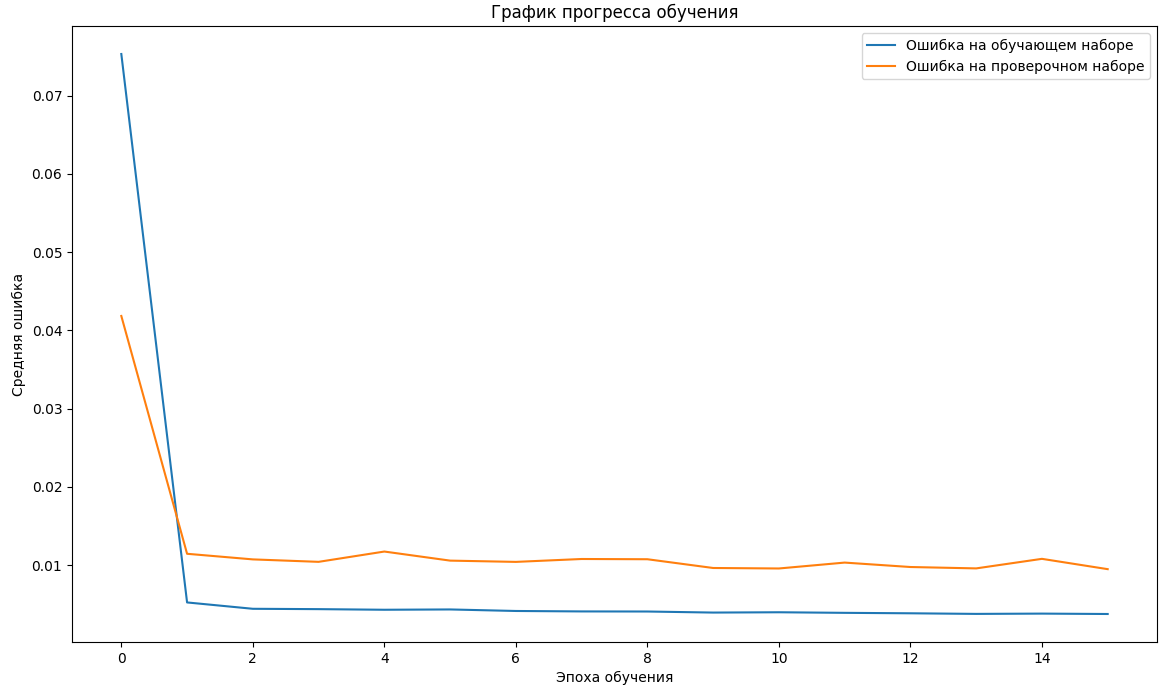 График прогресса обучения
Ошибка на обучающем наборе
Ошибка на проверочном наборе
Средняя ошибка
0.07
0.06
0.05
0.04
0.03
0.02
0.01
0 2 4 6 8 10 12 14
Эпоха обучения